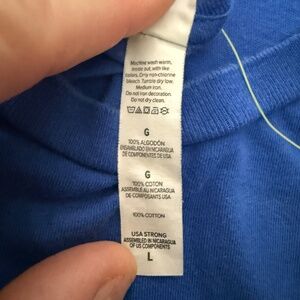 Machine wash warm,
inside out, with like
colors. Only non-chlorine
bleach. Tumble dry low.
Medium iron.
Do not iron decoration.
Do not dry clean.
G
100% ALGODÓN
ENSAMBLADO EN NICARAGUA
DE COMPONENTES DE USA.
G
100% COTTON
ASSEMBLÉ AU NICARAGUA
DE COMPOSANTS USA
100% COTTON
USA STRONG
ASSEMBLED IN NICARAGUA
OF US COMPONENTS
L